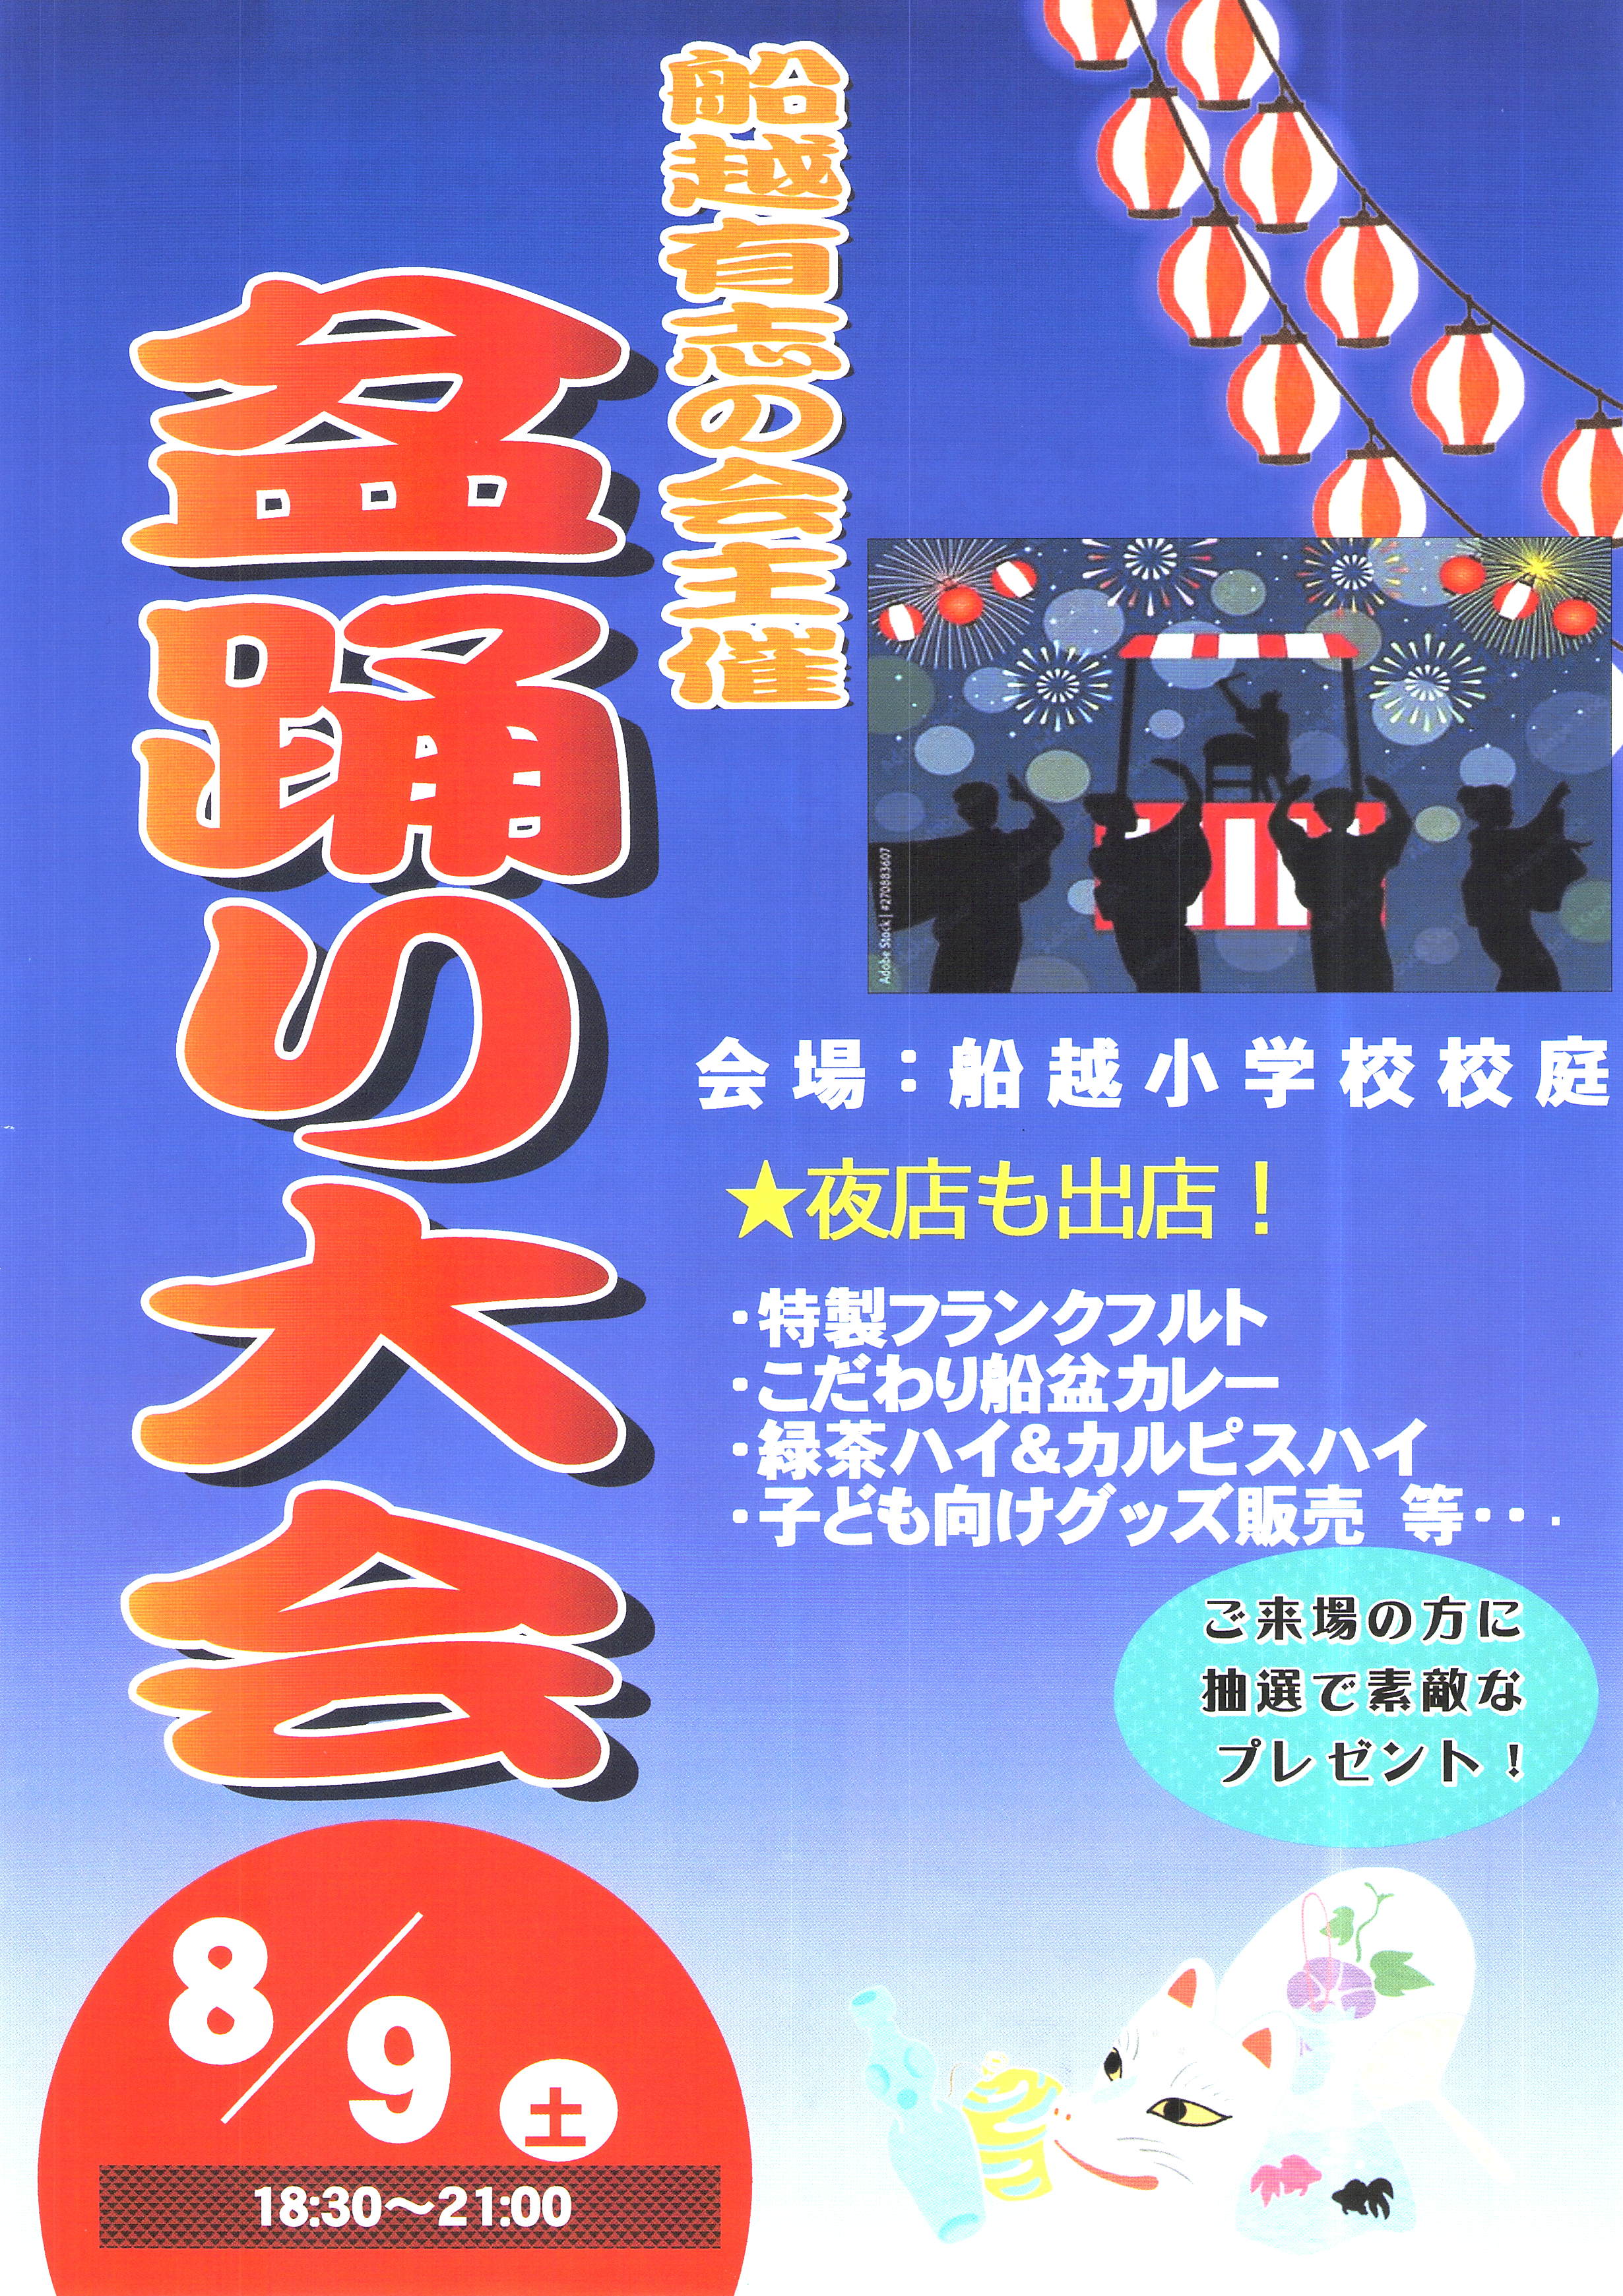 船越有志の会主催
盆踊り大会
Adobe Stock | #270883607
会場：船越小学校校庭
★夜店も出店！
・特製フランクフルト
・こだわり船盆カレー
・緑茶ハイ&カルピスハイ
・子ども向けグッズ販売 等・・・
ご来場の方に
抽選で素敵な
プレゼント！
8/9 土
18:30～21:00